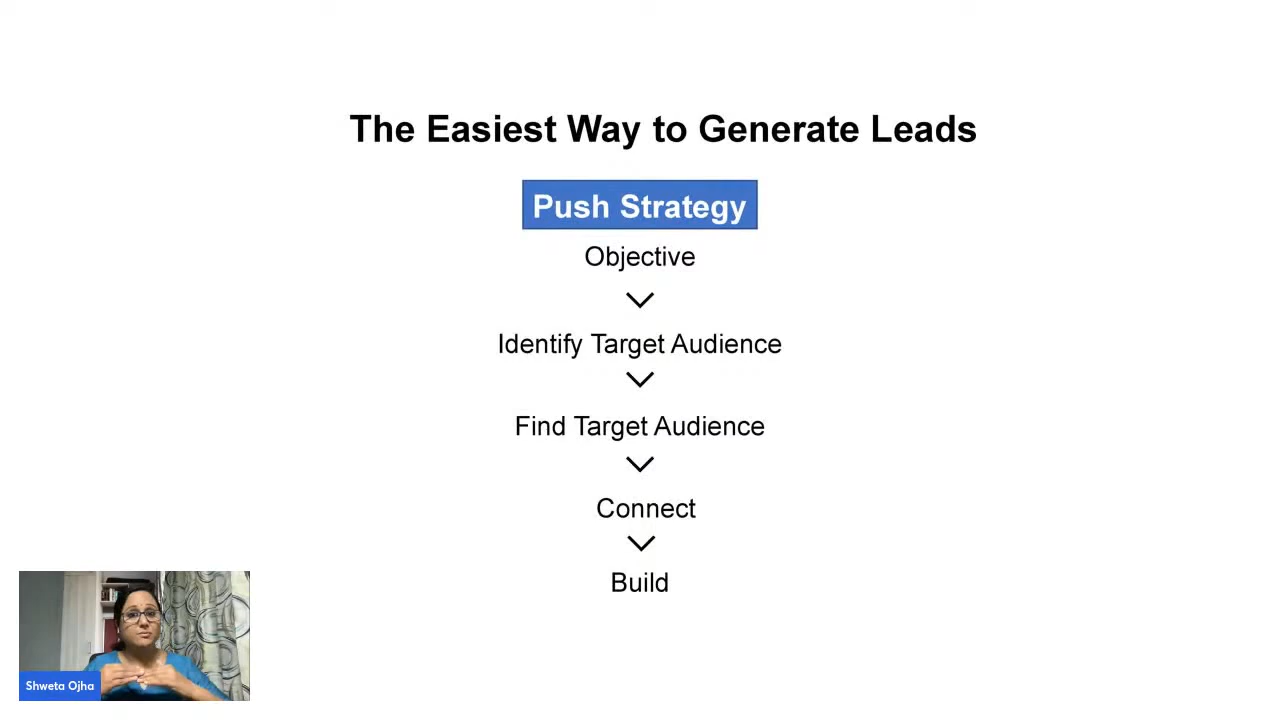 The Easiest Way to Generate Leads
Push Strategy
Objective
Identify Target Audience
Find Target Audience
Connect
Build
Shweta Ojha